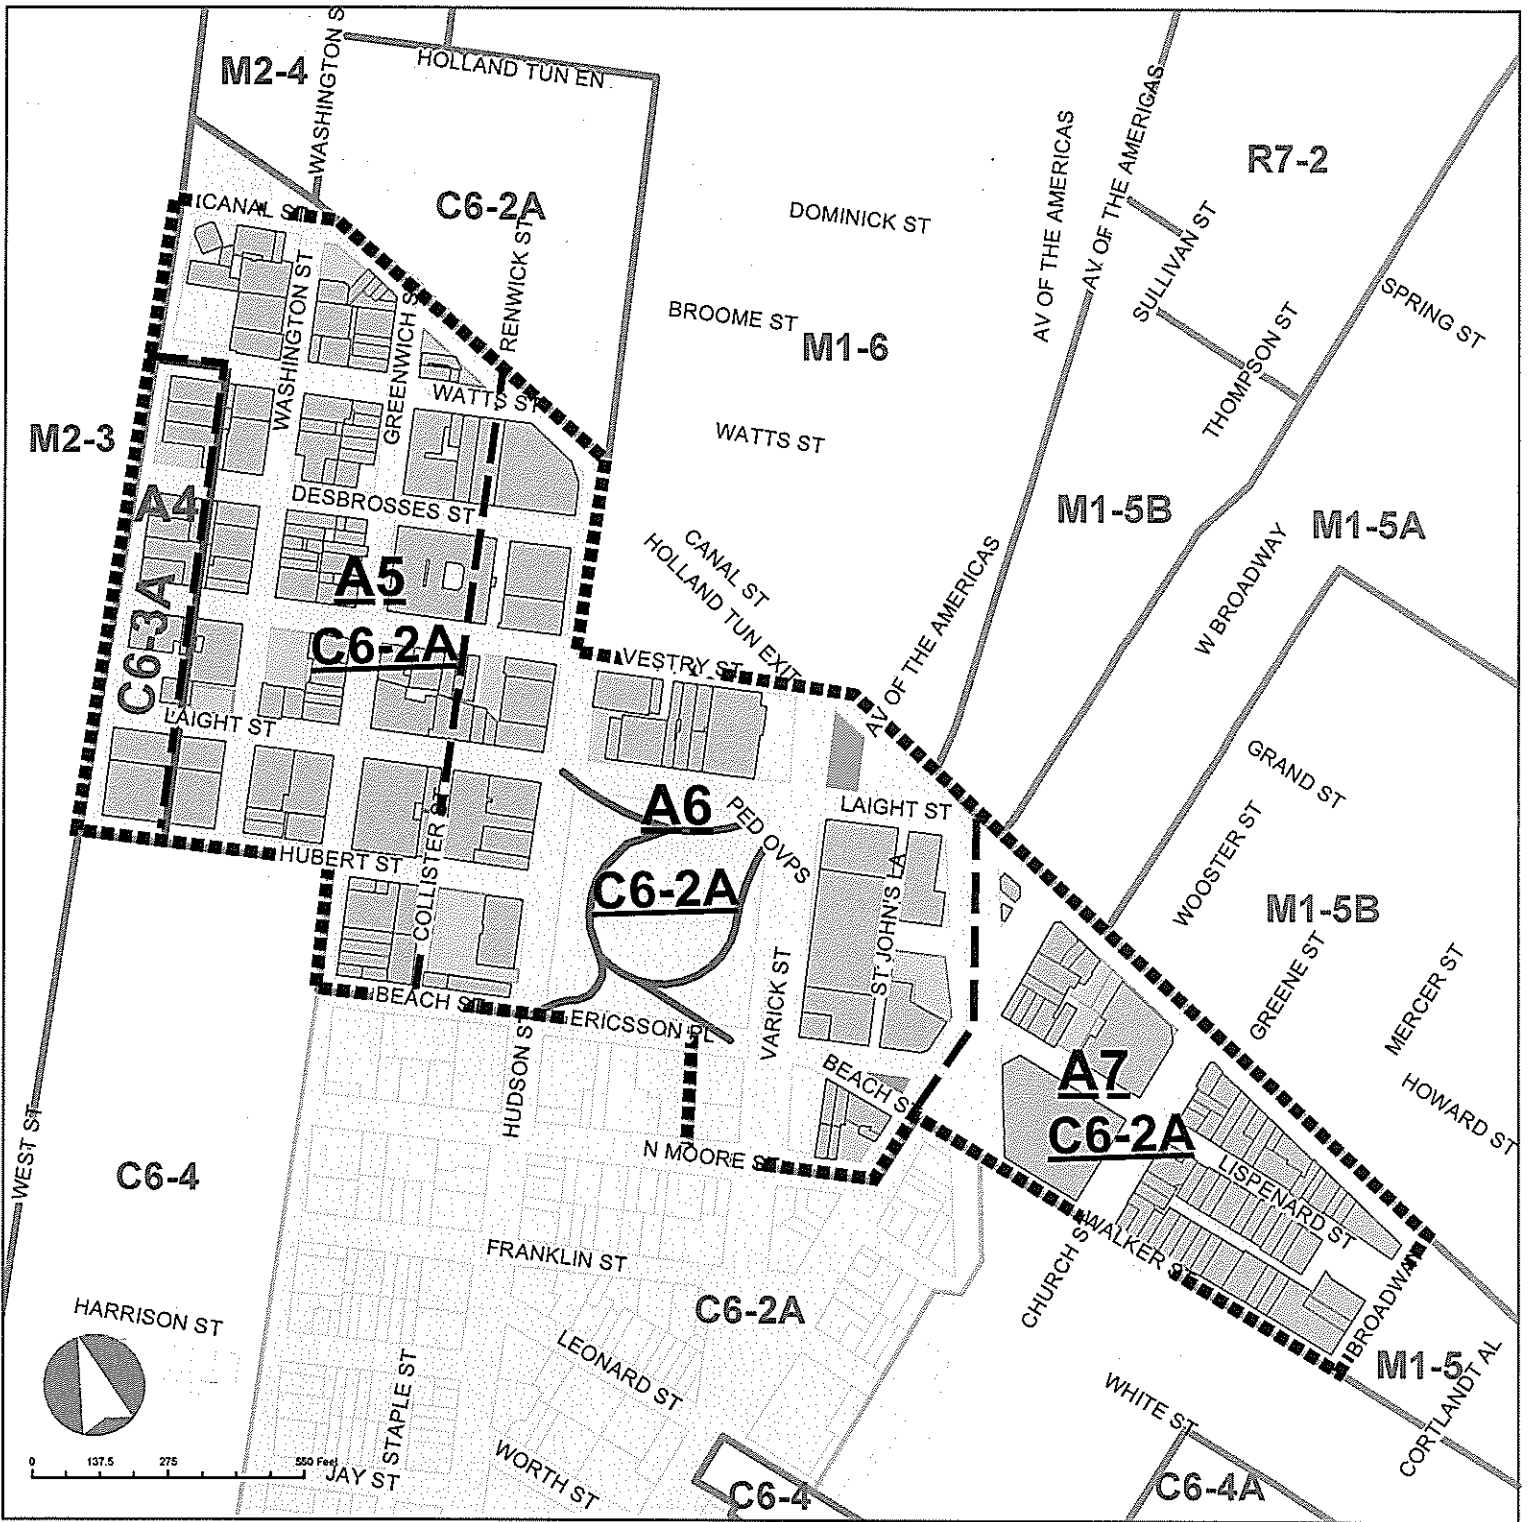 WASHINGTON S
M2-4
HOLLAND TUN EN
AV OF THE AMERICAS
AV OF THE AMERICAS
R7-2
CANAL ST
C6-2A
DOMINICK ST
SULLIVAN ST
RENWICK ST
WASHINGTON ST
GREENWICH S
BROOME ST
M1-6
SPRING ST
THOMPSON ST
WATTS ST
M2-3
WATTS ST
A4
DESBROSSES ST
M1-5B
M1-5A
CANAL ST
HOLLAND TUN EXIT
W BROADWAY
A5
C6-3A
C6-2A
VESTRY ST
AV OF THE AMERICAS
LAIGHT ST
GRAND ST
A6
PED OVPS
LAIGHT ST
WOOSTER ST
HUBERT ST
COLLISTER S
C6-2A
ST JOHN'S LA
M1-5B
VARICK ST
GREENE ST
MERCER ST
BEACH ST
ERICSSON PL
HUDSON ST
BEACH ST
A7
HOWARD ST
WEST ST
C6-4
N MOORE S
C6-2A
LISPENARD ST
WALKER ST
CHURCH S
FRANKLIN ST
BROADWAY
HARRISON ST
C6-2A
LEONARD ST
STAPLE ST
M1-5
CORTLANDT AL
WHITE ST
0 137.5 275 550 Feet
JAY ST
WORTH ST
C6-4
C6-4A